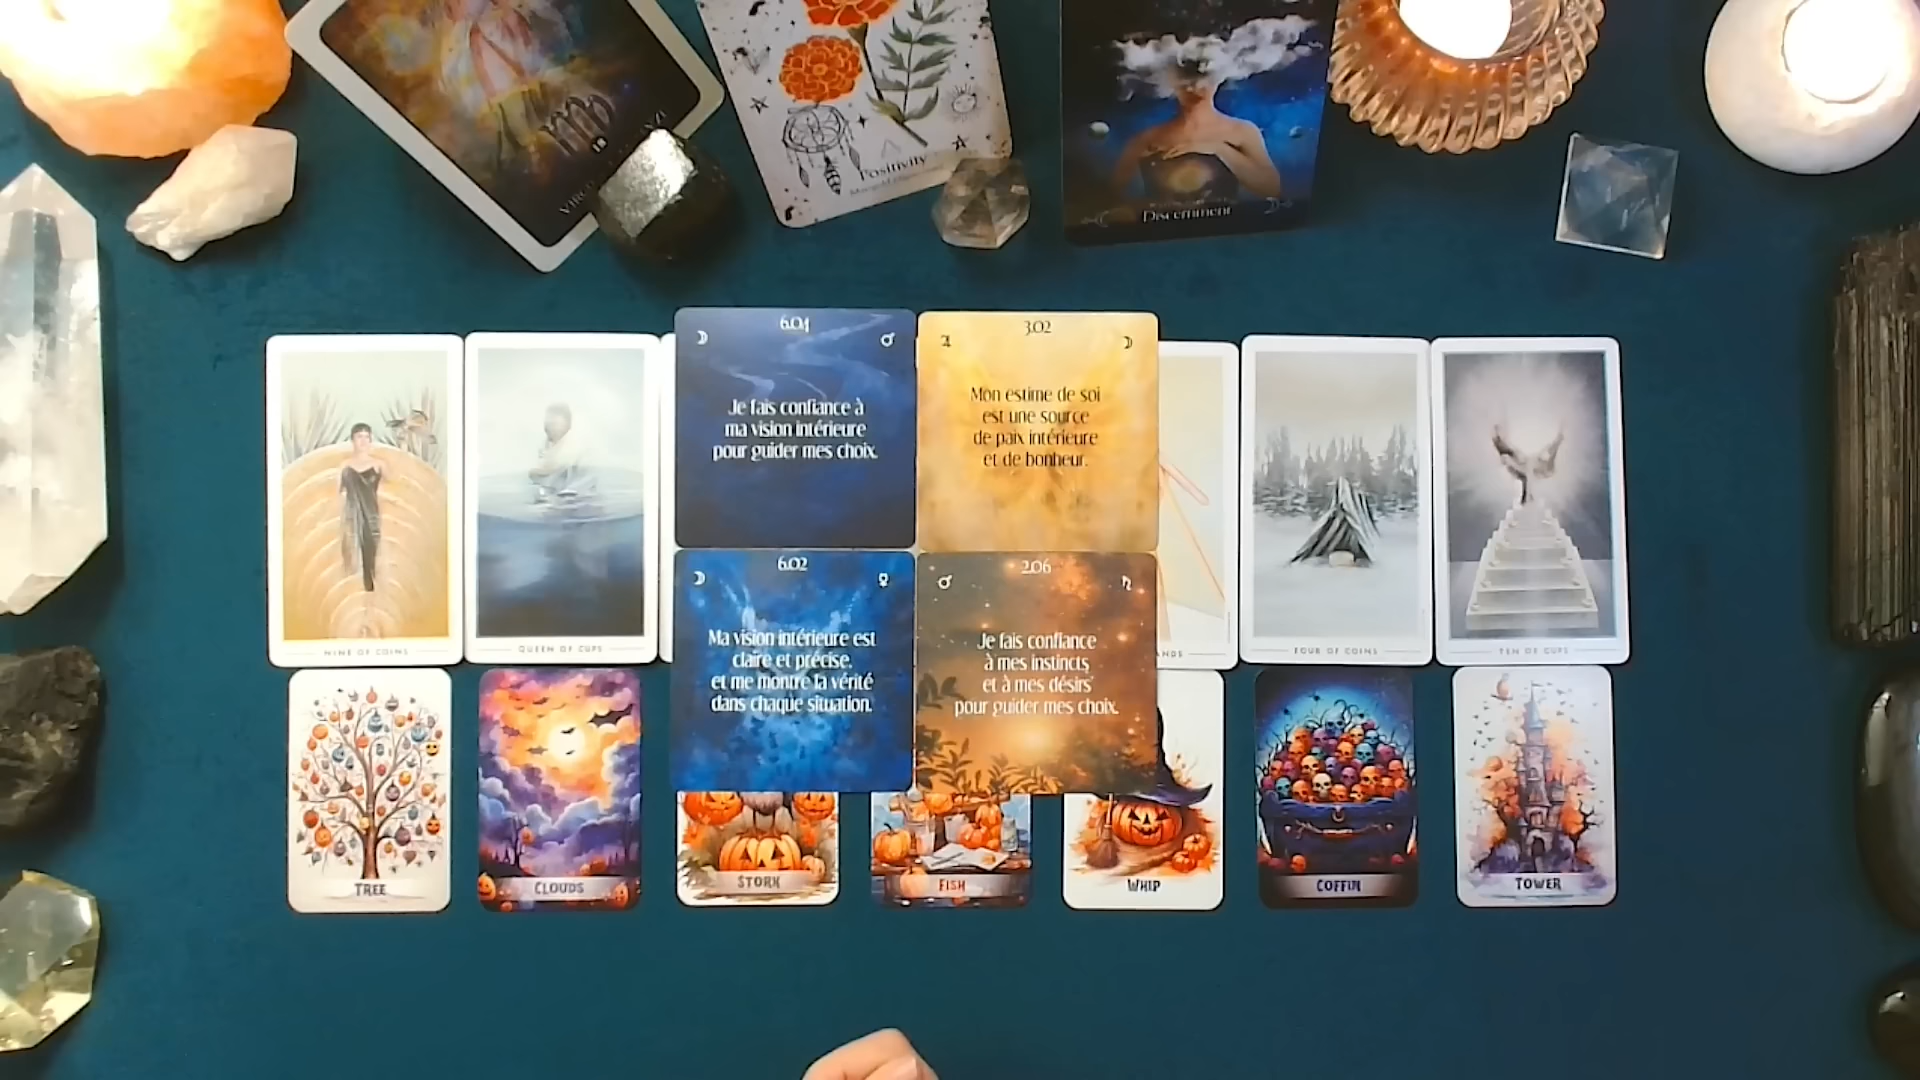 Positivity
Discernment
6.04
Je fais confiance à
ma vision intérieure
pour guider mes choix.
3.02
Mon estime de soi
est une source
de paix intérieure
et de bonheur.
6.02
Ma vision intérieure est
claire et précise,
et me montre la vérité
dans chaque situation.
2.06
Je fais confiance
à mes instincts
et à mes désirs
pour guider mes choix.
NINE OF COINS
QUEEN OF CUPS
ANDS
FOUR OF COINS
TEN OF CUPS
TREE
CLOUDS
STORK
FISH
WHIP
COFFIN
TOWER